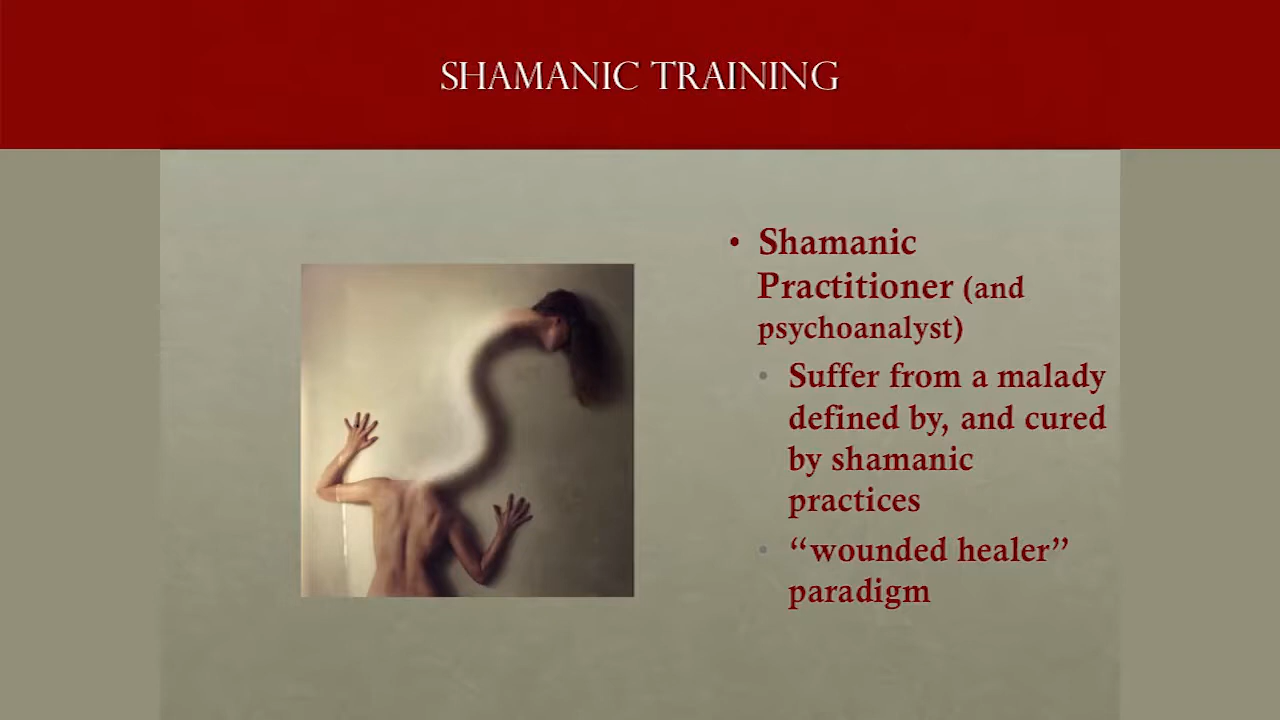 SHAMANIC TRAINING
• Shamanic
Practitioner (and
psychoanalyst)
• Suffer from a malady
defined by, and cured
by shamanic
practices
• “wounded healer”
paradigm